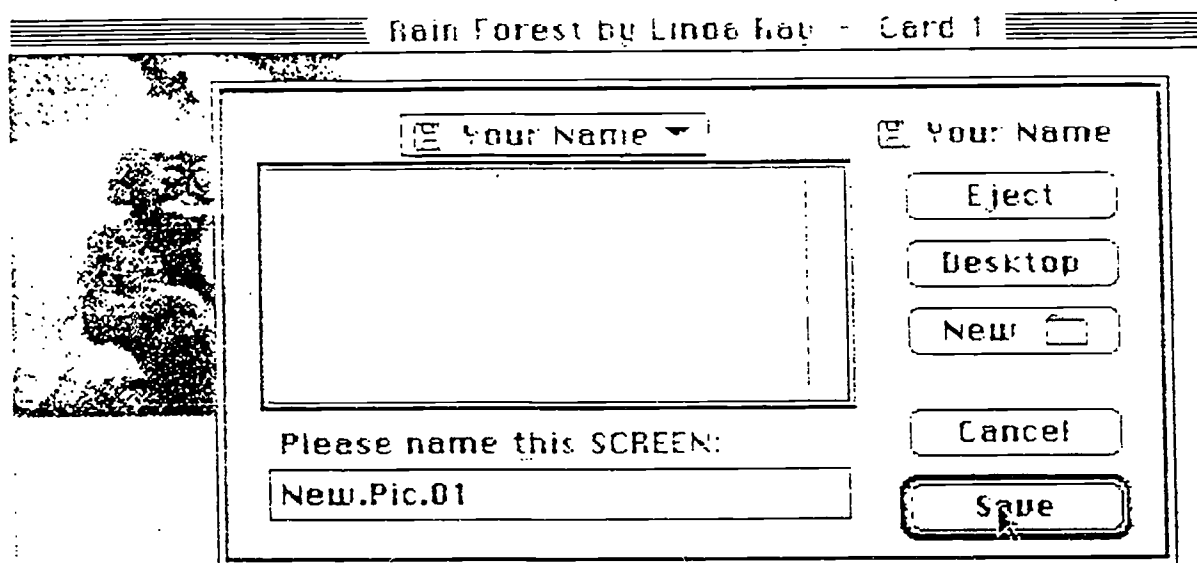 Rain Forest by Linda Kay - Card 1
Your Name
Your Name
Eject
Desktop
New
Please name this SCREEN:
Cancel
New.Pic.01
Save